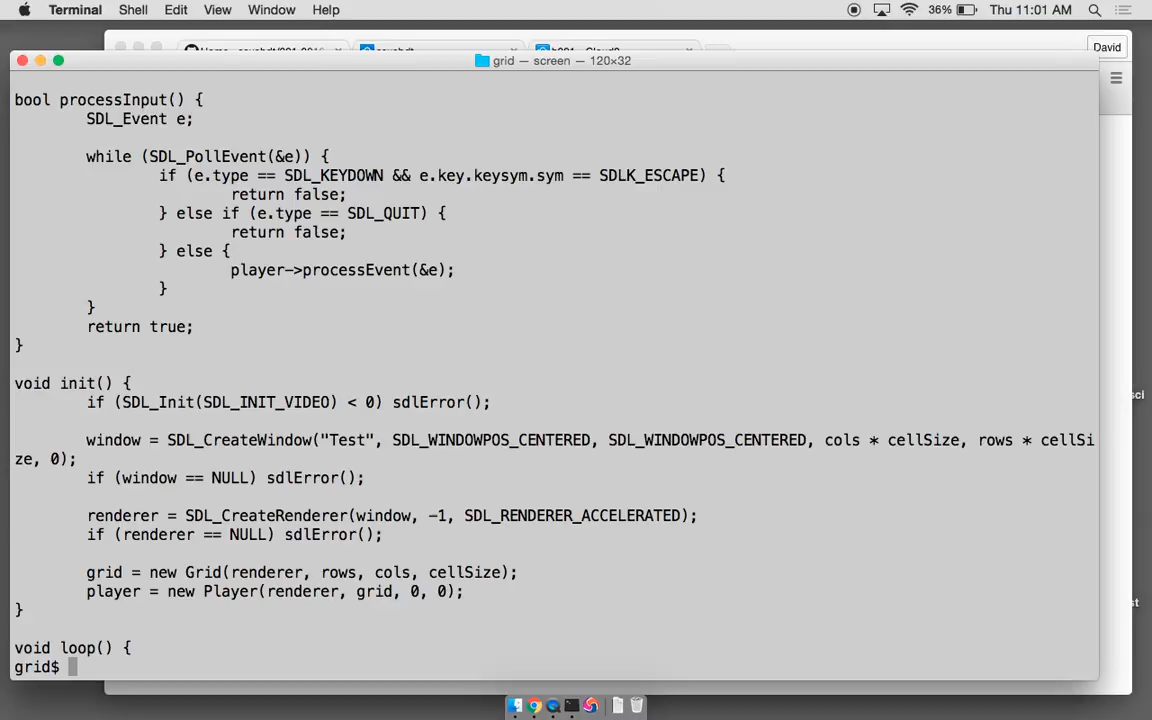 Terminal Shell Edit View Window Help 36% Thu 11:01 AM
David
grid — screen — 120×32
bool processInput() {
SDL_Event e;
while (SDL_PollEvent(&e)) {
if (e.type == SDL_KEYDOWN && e.key.keysym.sym == SDLK_ESCAPE) {
return false;
} else if (e.type == SDL_QUIT) {
return false;
} else {
player->processEvent(&e);
}
}
return true;
}
void init() {
if (SDL_Init(SDL_INIT_VIDEO) < 0) sdlError();
window = SDL_CreateWindow("Test", SDL_WINDOWPOS_CENTERED, SDL_WINDOWPOS_CENTERED, cols * cellSize, rows * cellSi
ze, 0);
if (window == NULL) sdlError();
renderer = SDL_CreateRenderer(window, -1, SDL_RENDERER_ACCELERATED);
if (renderer == NULL) sdlError();
grid = new Grid(renderer, rows, cols, cellSize);
player = new Player(renderer, grid, 0, 0);
}
void loop() {
grid$